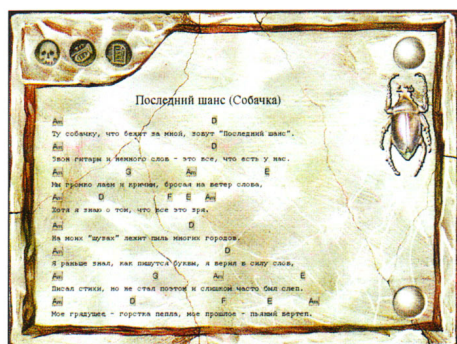 Последний шанс (Собачка)
Am D
Ту собачку, что бежит за мной, зовут "Последний шанс".
Am D
Звон гитары и немного слов - это все, что есть у нас.
Am G Am E
Мы громко лаем и кричим, бросая на ветер слова,
Am D F E Am
Хотя я знаю о том, что все это зря.
Am D
На моих "шузах" лежит пыль многих городов.
Am D
Я раньше знал, как пишутся буквы, я верил в силу слов,
Am G Am E
Писал стихи, но не стал поэтом и слишком часто был слеп.
Am D F E Am
Мое грядущее - горстка пепла, мое прошлое - пьяный вертеп.